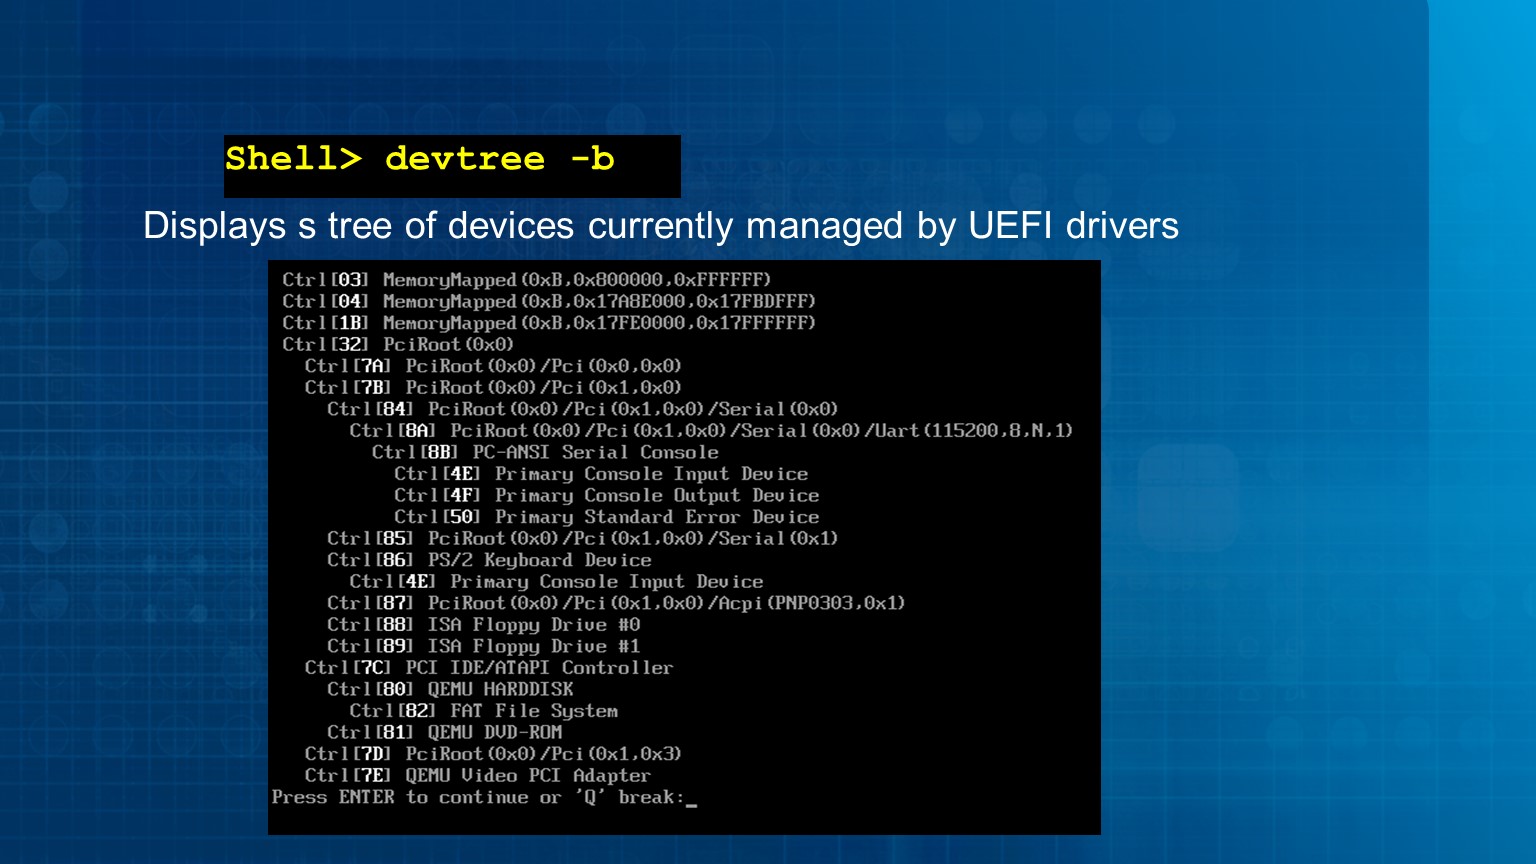 Shell> devtree -b
Displays s tree of devices currently managed by UEFI drivers
Ctrl[03] MemoryMapped(0xB,0x800000,0xFFFFFF)
Ctrl[04] MemoryMapped(0xB,0x17A8E000,0x17FBDFFF)
Ctrl[1B] MemoryMapped(0xB,0x17FE0000,0x17FFFFFF)
Ctrl[32] PciRoot(0x0)
Ctrl[7A] PciRoot(0x0)/Pci(0x0,0x0)
Ctrl[7B] PciRoot(0x0)/Pci(0x1,0x0)
Ctrl[84] PciRoot(0x0)/Pci(0x1,0x0)/Serial(0x0)
Ctrl[8A] PciRoot(0x0)/Pci(0x1,0x0)/Serial(0x0)/Uart(115200,8,N,1)
Ctrl[8B] PC-ANSI Serial Console
Ctrl[4E] Primary Console Input Device
Ctrl[4F] Primary Console Output Device
Ctrl[50] Primary Standard Error Device
Ctrl[85] PciRoot(0x0)/Pci(0x1,0x0)/Serial(0x1)
Ctrl[86] PS/2 Keyboard Device
Ctrl[4E] Primary Console Input Device
Ctrl[87] PciRoot(0x0)/Pci(0x1,0x0)/Acpi(PNP0303,0x1)
Ctrl[88] ISA Floppy Drive #0
Ctrl[89] ISA Floppy Drive #1
Ctrl[7C] PCI IDE/ATAPI Controller
Ctrl[80] QEMU HARDDISK
Ctrl[82] FAT File System
Ctrl[81] QEMU DVD-ROM
Ctrl[7D] PciRoot(0x0)/Pci(0x1,0x3)
Ctrl[7E] QEMU Video PCI Adapter
Press ENTER to continue or 'Q' break:_